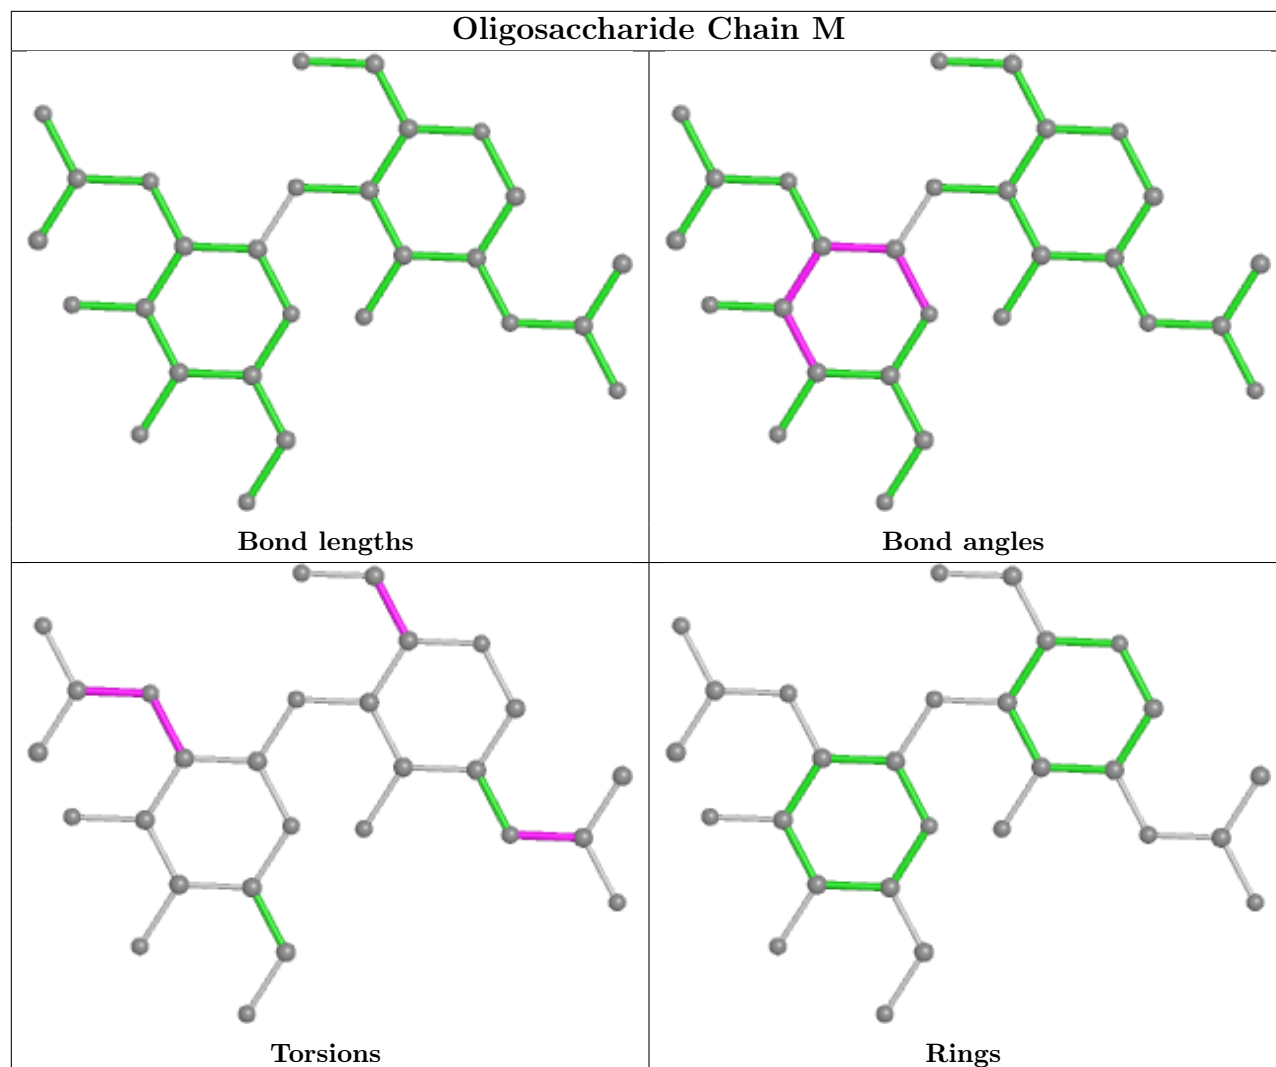 Oligosaccharide Chain M
Bond lengths
Bond angles
Torsions
Rings